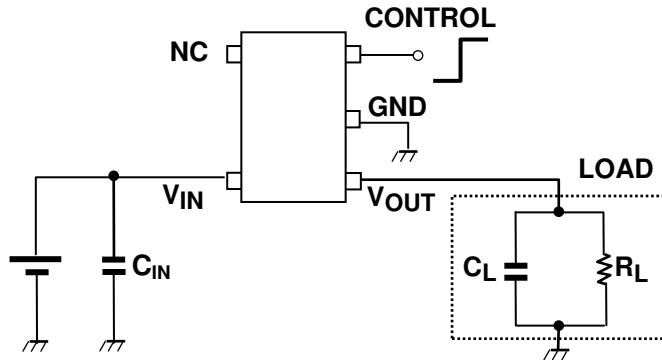 CONTROL
NC
GND
VIN
VOUT
LOAD
CIN
CL
RL